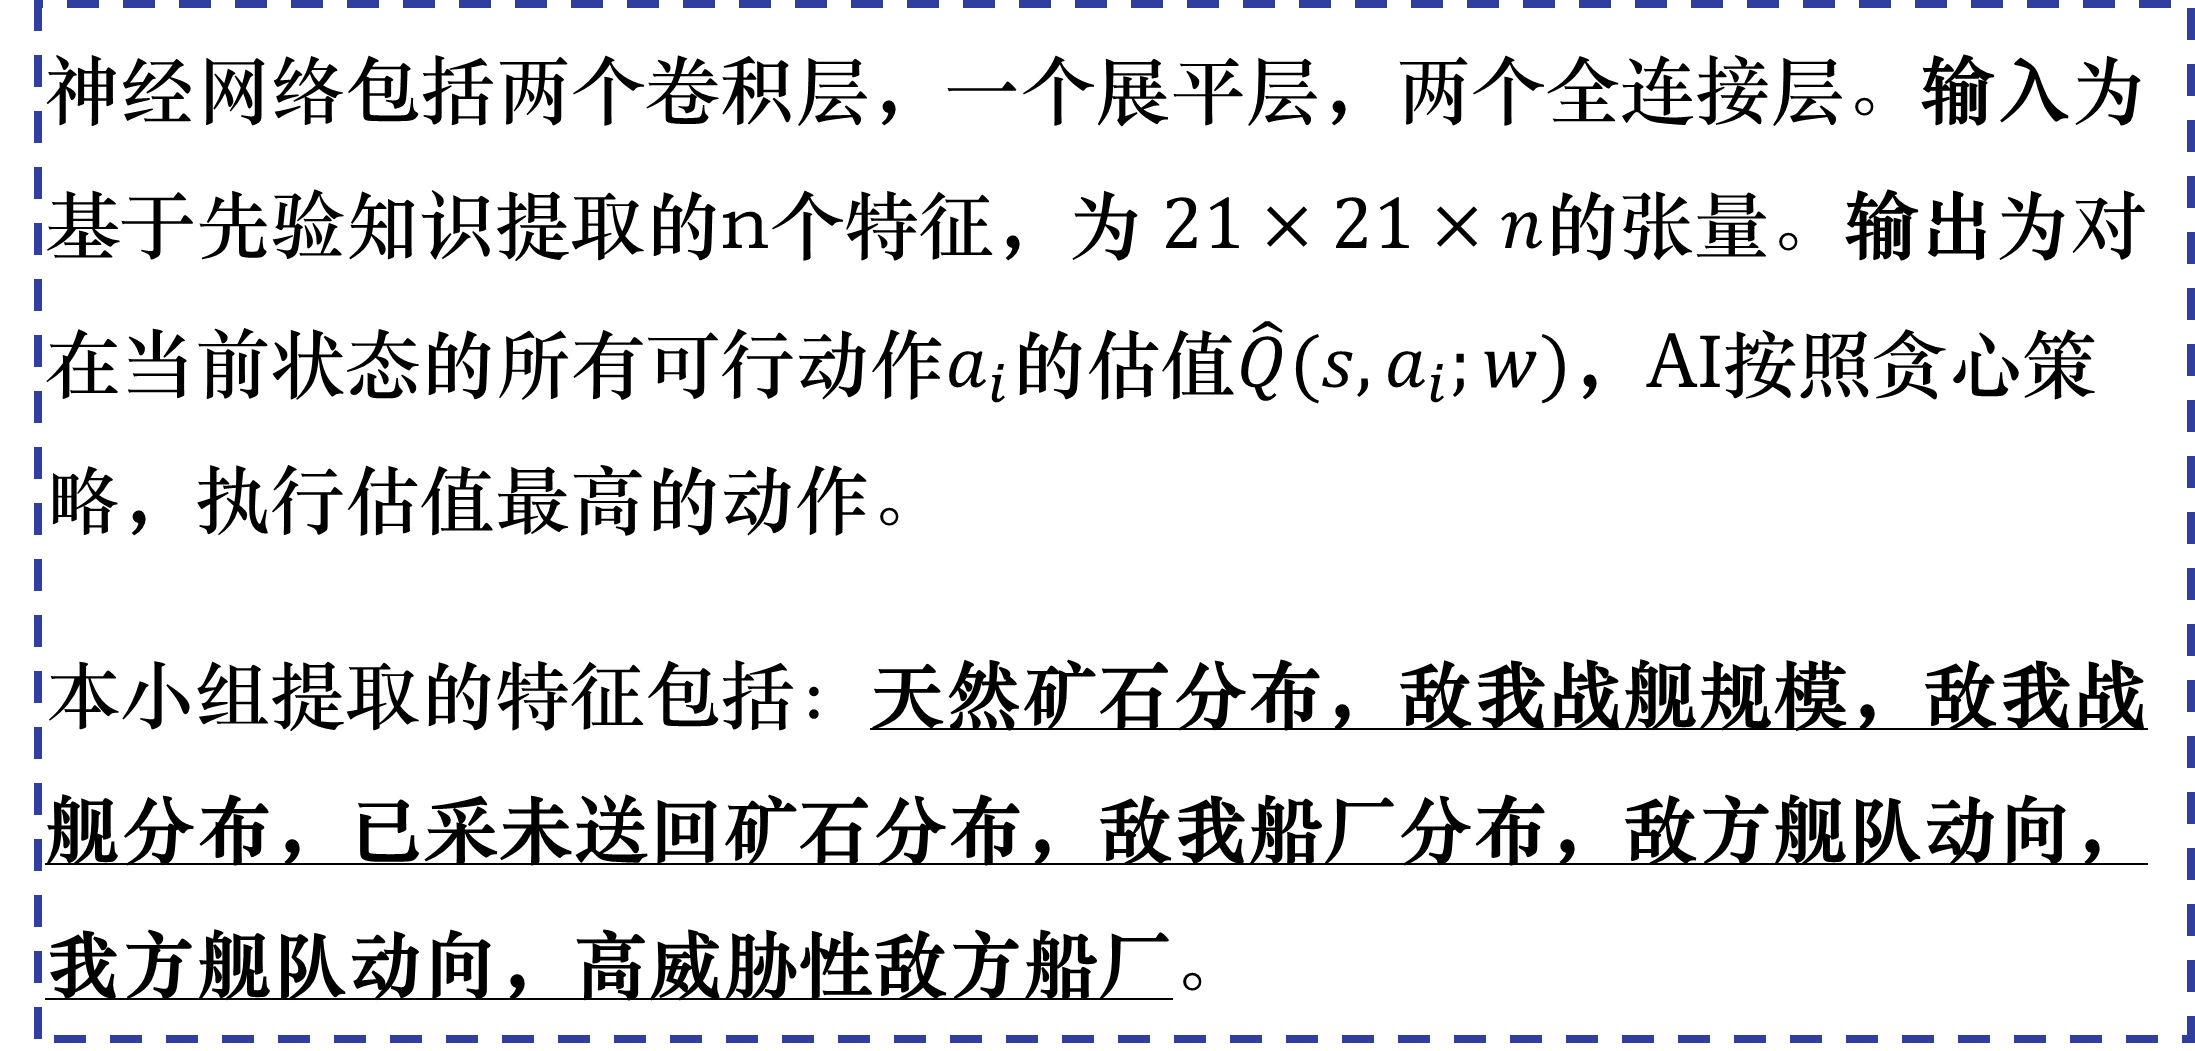 神经网络包括两个卷积层，一个展平层，两个全连接层。输入为
基于先验知识提取的n个特征，为 21 × 21 × n的张量。输出为对
在当前状态的所有可行动作aᵢ的估值Q̂(s, aᵢ; w)，AI按照贪心策
略，执行估值最高的动作。
本小组提取的特征包括：天然矿石分布，敌我战舰规模，敌我战
舰分布，已采未送回矿石分布，敌我船厂分布，敌方舰队动向，
我方舰队动向，高威胁性敌方船厂。